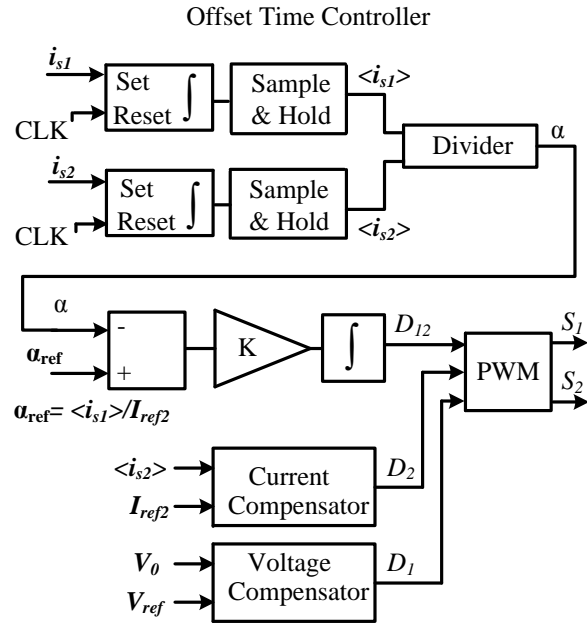 Offset Time Controller
i_s1
Set
Reset ∫
CLK
Sample
& Hold
<i_s1>
Divider
α
i_s2
Set
Reset ∫
CLK
Sample
& Hold
<i_s2>
α
-
α_ref
+
α_ref= <i_s1>/I_ref2
K
∫
D_12
PWM
S_1
S_2
<i_s2>
I_ref2
Current
Compensator
D_2
V_0
V_ref
Voltage
Compensator
D_1